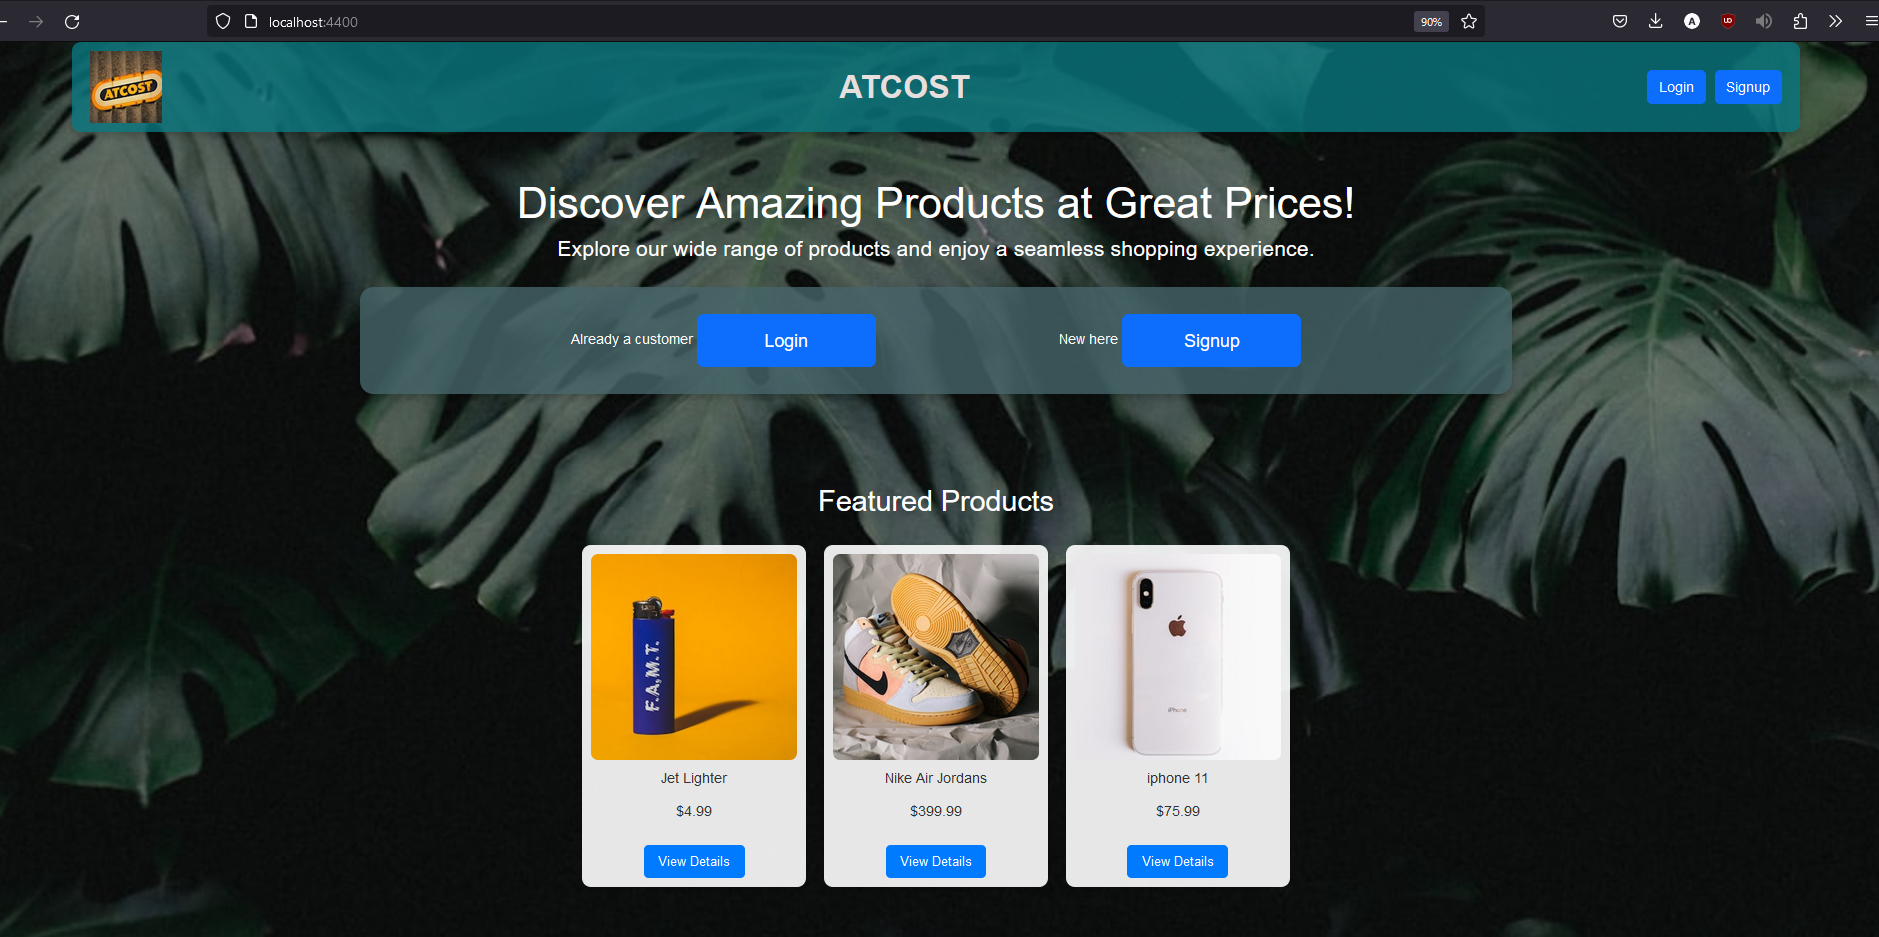 localhost:4400
90%
ATCOST
ATCOST
Login
Signup
Discover Amazing Products at Great Prices!
Explore our wide range of products and enjoy a seamless shopping experience.
Already a customer
Login
New here
Signup
Featured Products
F.A.M.T.
iPhone
Jet Lighter
Nike Air Jordans
iphone 11
$4.99
$399.99
$75.99
View Details
View Details
View Details